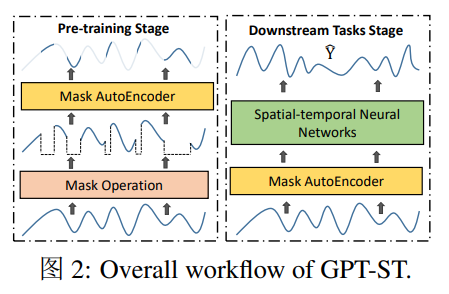 Pre-training Stage
Mask AutoEncoder
Mask Operation
Downstream Tasks Stage
Spatial-temporal Neural
Networks
Mask AutoEncoder
图 2: Overall workflow of GPT-ST.